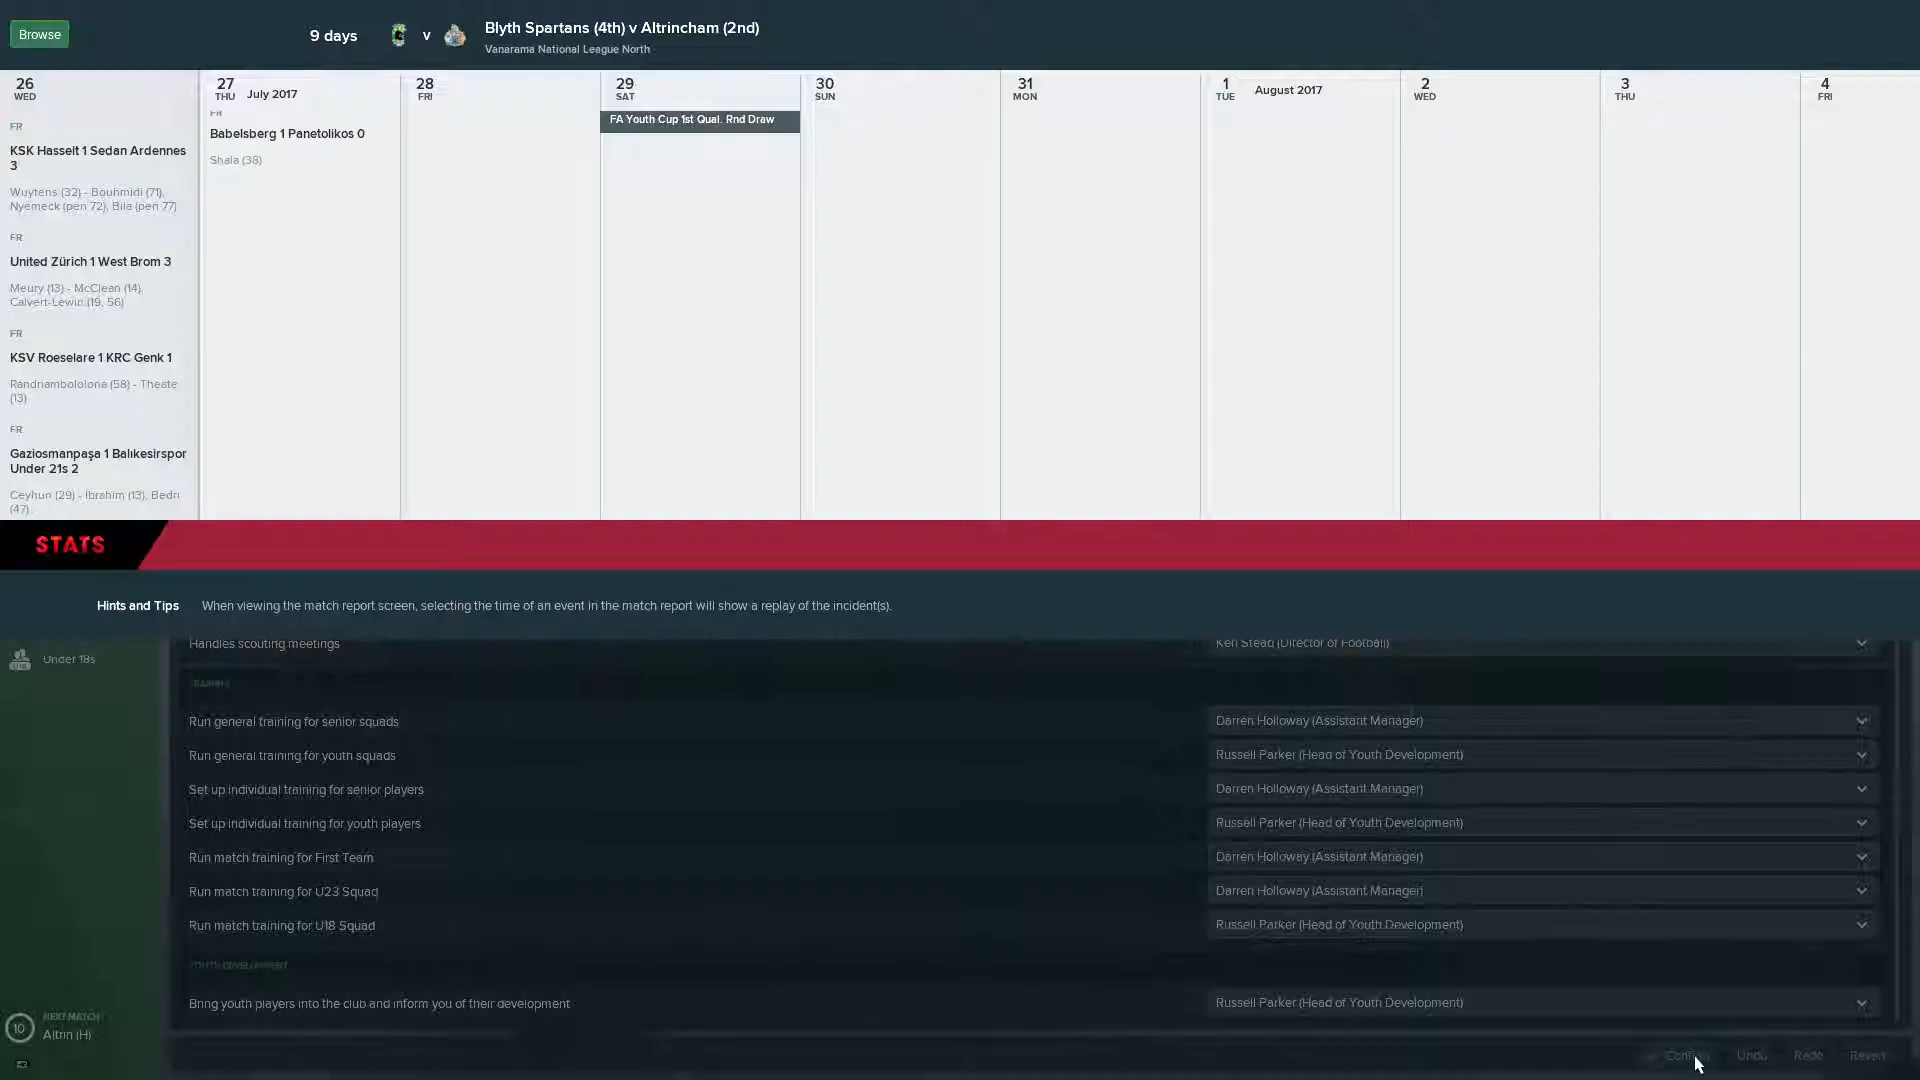 Browse
9 days
v
Blyth Spartans (4th) v Altrincham (2nd)
Vanarama National League North
26
WED
27
THU
July 2017
28
FRI
29
SAT
30
SUN
31
MON
1
TUE
August 2017
2
WED
3
THU
4
FRI
FR
KSK Hasselt 1 Sedan Ardennes
3
Wuytens (32) - Bouhmidi (71),
Nyemeck (pen 72), Bila (pen 77)
FR
United Zürich 1 West Brom 3
Meury (13) - McClean (14),
Calvert-Lewin (19, 56)
FR
KSV Roeselare 1 KRC Genk 1
Randriambololona (58) - Theate
(13)
FR
Gaziosmanpaşa 1 Balıkesirspor
Under 21s 2
Ceyhun (29) - Ibrahim (13), Bedri
(47)
FR
Babelsberg 1 Panetolikos 0
Shala (38)
FA Youth Cup 1st Qual. Rnd Draw
STATS
Hints and Tips When viewing the match report screen, selecting the time of an event in the match report will show a replay of the incident(s).
Under 18s
Handles scouting meetings Ken Stead (Director of Football)
TRAINING
Run general training for senior squads Darren Holloway (Assistant Manager)
Run general training for youth squads Russell Parker (Head of Youth Development)
Set up individual training for senior players Darren Holloway (Assistant Manager)
Set up individual training for youth players Russell Parker (Head of Youth Development)
Run match training for First Team Darren Holloway (Assistant Manager)
Run match training for U23 Squad Darren Holloway (Assistant Manager)
Run match training for U18 Squad Russell Parker (Head of Youth Development)
YOUTH DEVELOPMENT
Bring youth players into the club and inform you of their development Russell Parker (Head of Youth Development)
10
NEXT MATCH
Altrin (H)
Confirm Undo Redo Revert